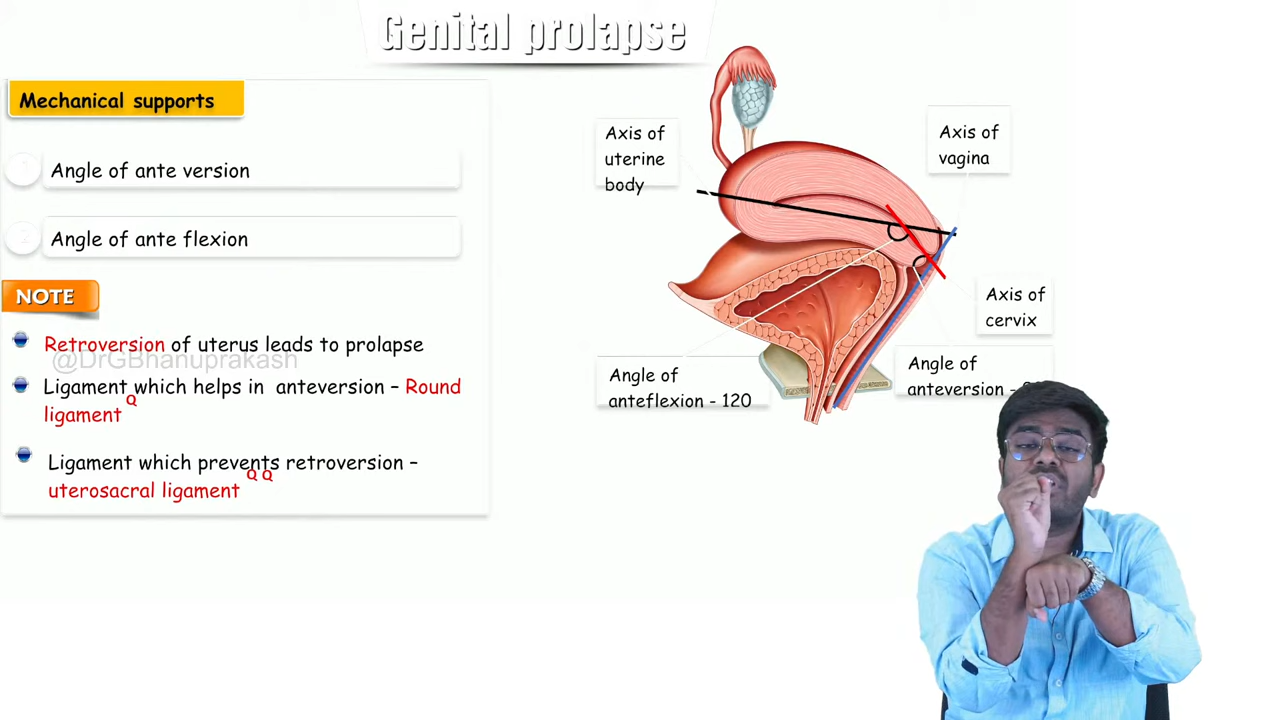 Genital prolapse
Mechanical supports
Angle of ante version
Angle of ante flexion
NOTE
Retroversion of uterus leads to prolapse
@DrGBhanuprakash
Ligament which helps in anteversion – Round
ligament Q
Ligament which prevents retroversion –
uterosacral ligament Q Q
Axis of
uterine
body
Axis of
vagina
Axis of
cervix
Angle of
anteflexion - 120
Angle of
anteversion -